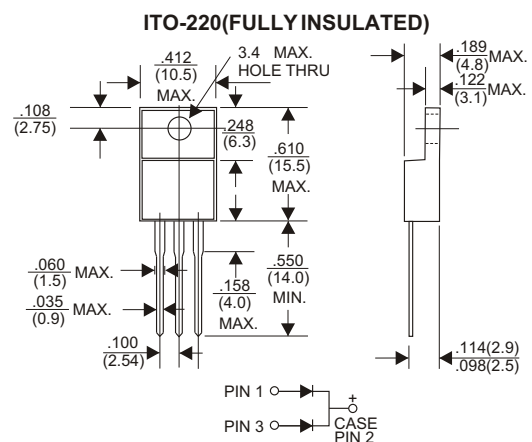 ITO-220(FULLY INSULATED)
.412
(10.5)
MAX.
3.4 MAX.
HOLE THRU
.189
(4.8) MAX.
.122
(3.1) MAX.
.108
(2.75)
.248
(6.3)
.610
(15.5)
MAX.
.060
(1.5) MAX.
.035
(0.9) MAX.
.158
(4.0)
MAX.
.550
(14.0)
MIN.
.100
(2.54)
.114(2.9)
.098(2.5)
PIN 1
+
PIN 3
CASE
PIN 2